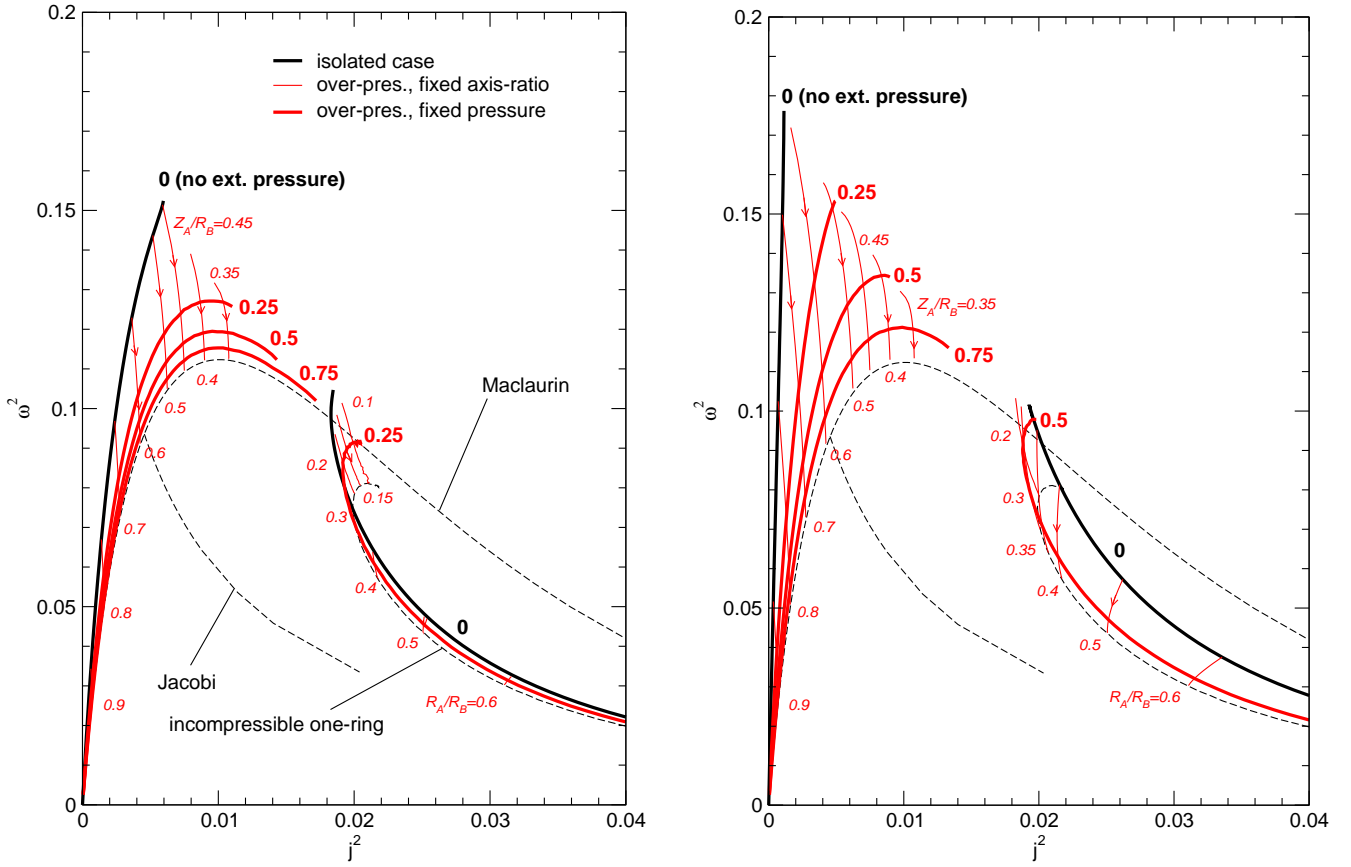 0.2
isolated case
over-pres., fixed axis-ratio
over-pres., fixed pressure
0 (no ext. pressure)
Z_A/R_B=0.45
0.15
0.35
0.25
0.5
0.75
0.4
0.5
0.6
0.1
Maclaurin
ω^2
0.1
0.25
0.2
0.15
0.3
0.7
0.4
0.8
0.05
0
0.5
Jacobi
0.9
R_A/R_B=0.6
incompressible one-ring
0
0 0.01 0.02 0.03 0.04
j^2
0.2
0 (no ext. pressure)
0.25
0.15
0.45
0.5
Z_A/R_B=0.35
0.75
0.4
0.5
0.6
0.1
ω^2
0.5
0.2
0.3
0.7
0.35
0
0.4
0.8
0.05
0.5
0.9
R_A/R_B=0.6
0
0 0.01 0.02 0.03 0.04
j^2